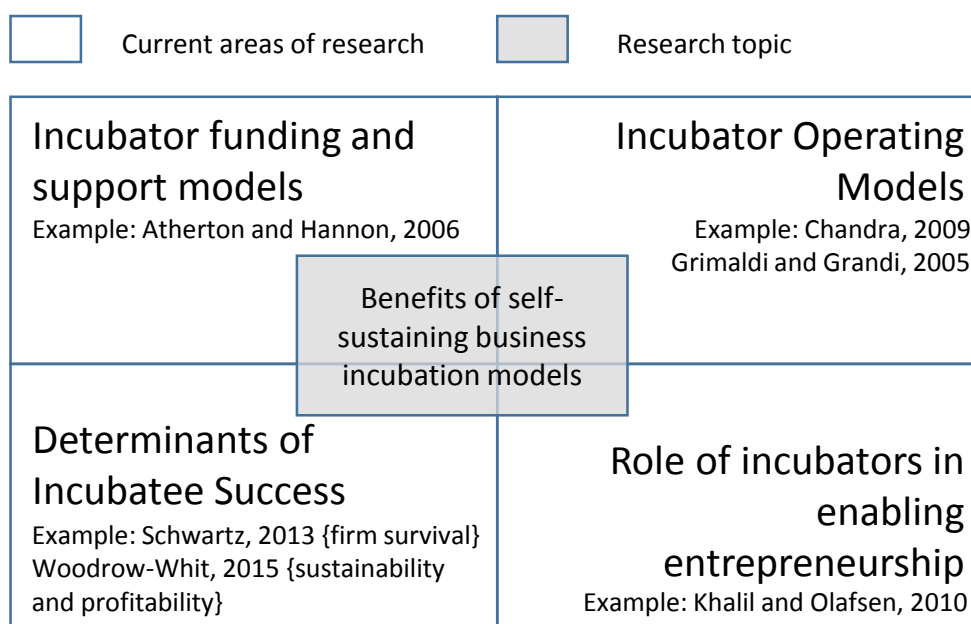 Current areas of research
Research topic
Incubator funding and
support models
Example: Atherton and Hannon, 2006
Incubator Operating
Models
Example: Chandra, 2009
Grimaldi and Grandi, 2005
Benefits of self-
sustaining business
incubation models
Determinants of
Incubatee Success
Example: Schwartz, 2013 {firm survival}
Woodrow-Whit, 2015 {sustainability
and profitability}
Role of incubators in
enabling
entrepreneurship
Example: Khalil and Olafsen, 2010